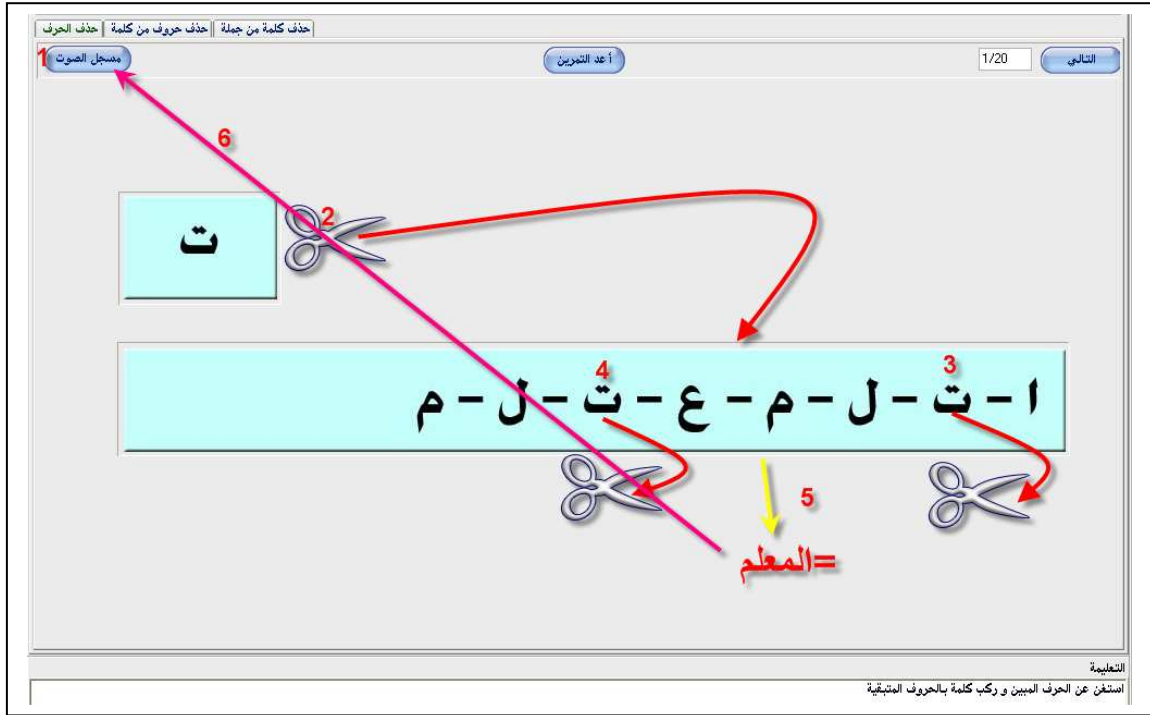 حذف كلمة من جملة حذف حروف من كلمة حذف الحرف
التالي 1/20 أعد التمرين مسجل الصوت 1
6
2
ت
4 3
ا - ت - ل - م - ع - ت - ل - م
5
=المعلم
التعليمة
استغن عن الحرف المبين و ركب كلمة بالحروف المتبقية